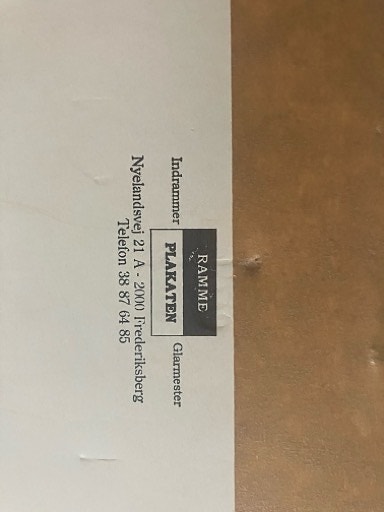 RAMME
Indrammer PLAKATEN Glarmester
Nyelandsvej 21 A - 2000 Frederiksberg
Telefon 38 87 64 85